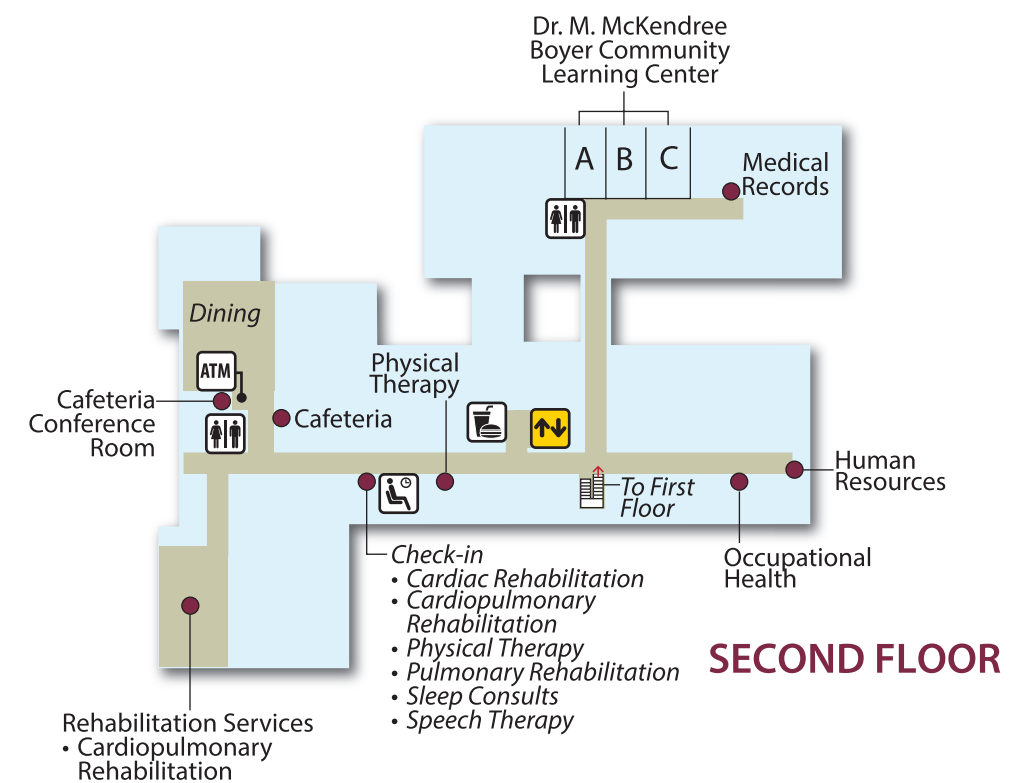 Dr. M. McKendree
Boyer Community
Learning Center
A B C
Medical
Records
Dining
ATM
Physical
Therapy
Cafeteria
Conference
Room
Cafeteria
Human
Resources
To First
Floor
Check-in
• Cardiac Rehabilitation
• Cardiopulmonary
Rehabilitation
• Physical Therapy
• Pulmonary Rehabilitation
• Sleep Consults
• Speech Therapy
Occupational
Health
SECOND FLOOR
Rehabilitation Services
• Cardiopulmonary
Rehabilitation